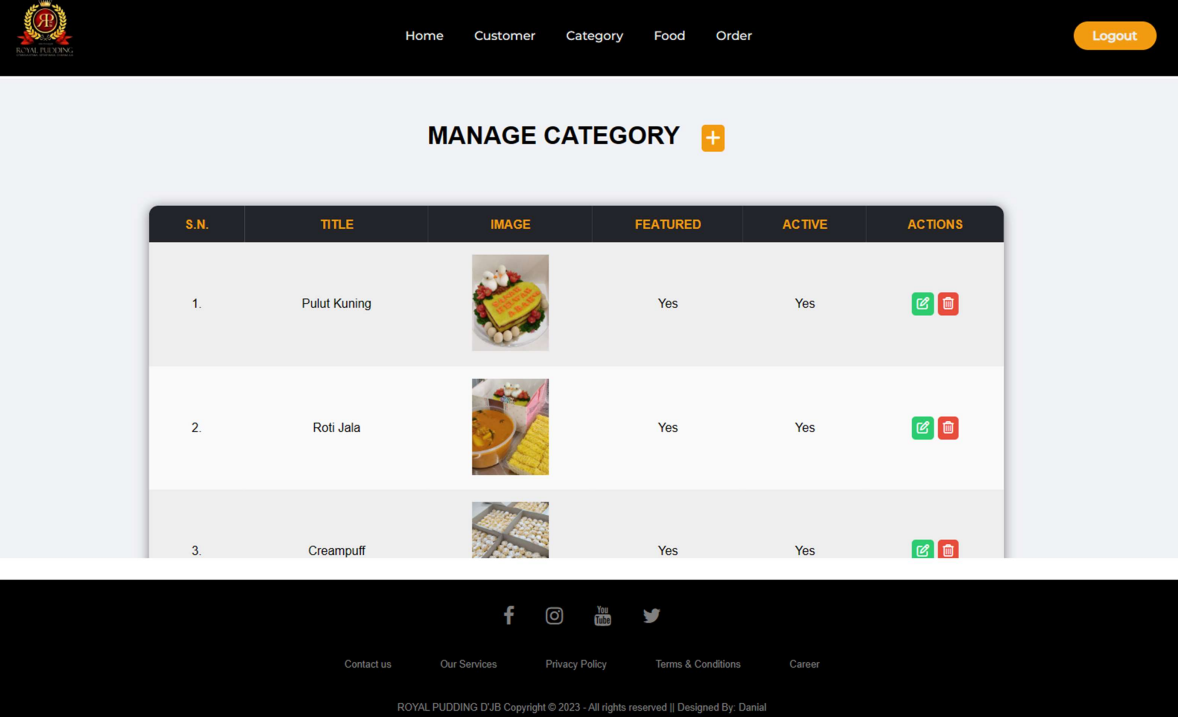 RP
ROYAL PUDDING
Home Customer Category Food Order Logout
MANAGE CATEGORY +
S.N. TITLE IMAGE FEATURED ACTIVE ACTIONS
1. Pulut Kuning Yes Yes
2. Roti Jala Yes Yes
3. Creampuff Yes Yes
You
Tube
Contact us Our Services Privacy Policy Terms & Conditions Career
ROYAL PUDDING D'JB Copyright © 2023 - All rights reserved || Designed By: Danial